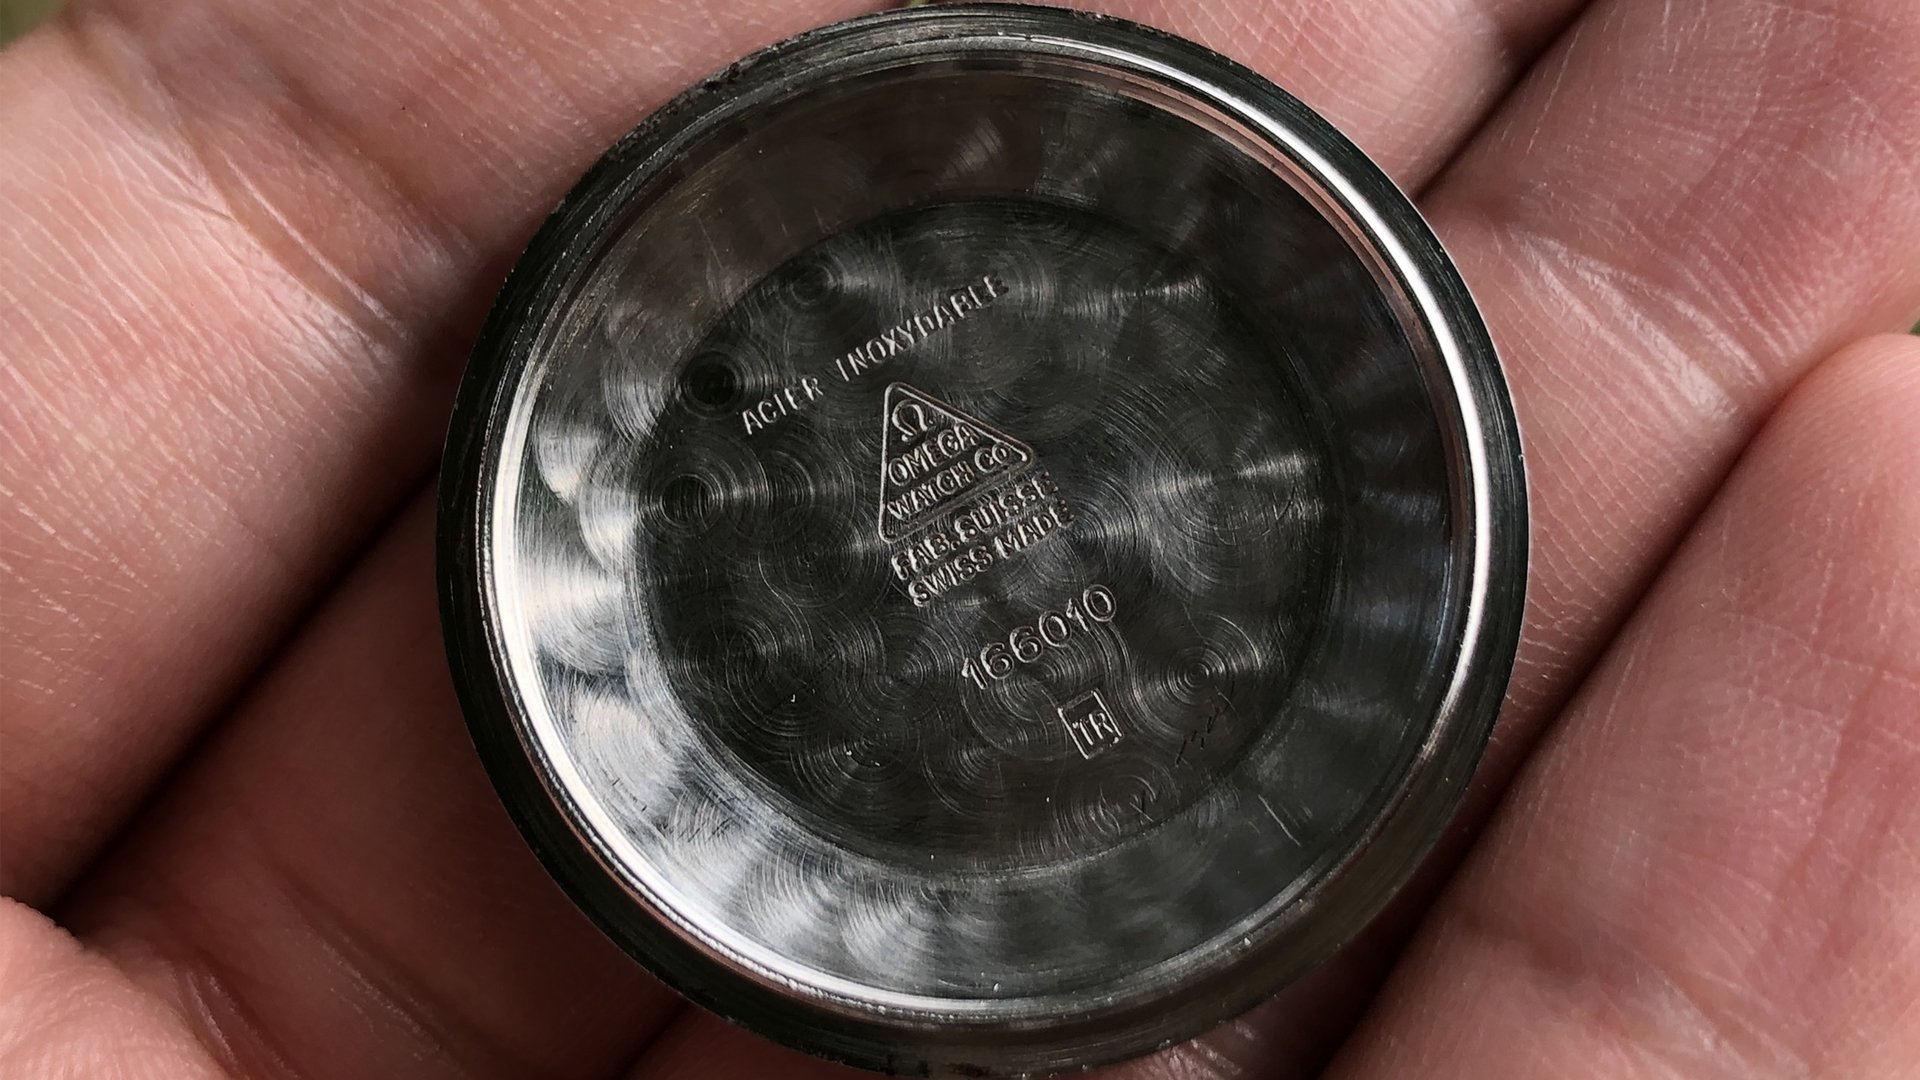 ACIER INOXYDABLE
Ω
OMEGA
WATCH CO
FAB. SUISSE
SWISS MADE
166010
TR